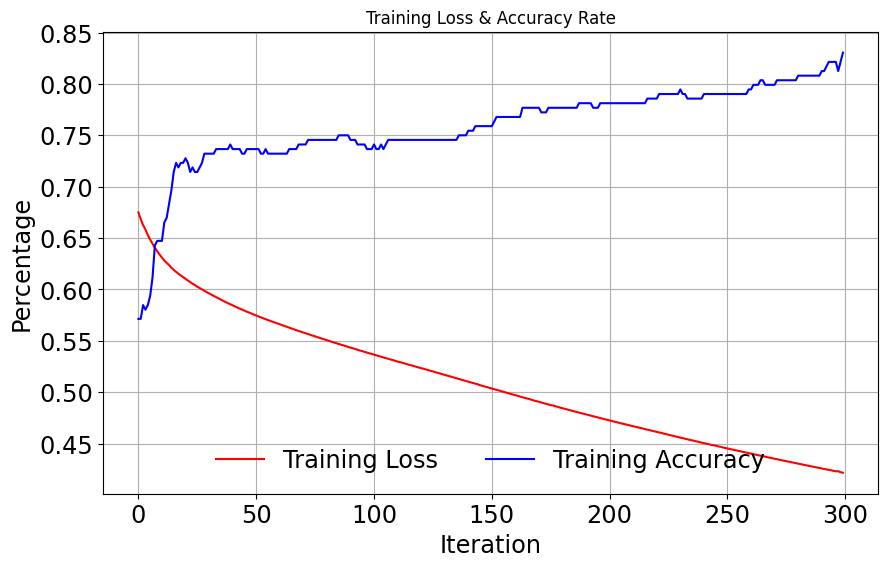 Training Loss & Accuracy Rate
0.85
0.80
0.75
0.70
0.65
0.60
0.55
0.50
0.45
Percentage
Training Loss Training Accuracy
0 50 100 150 200 250 300
Iteration